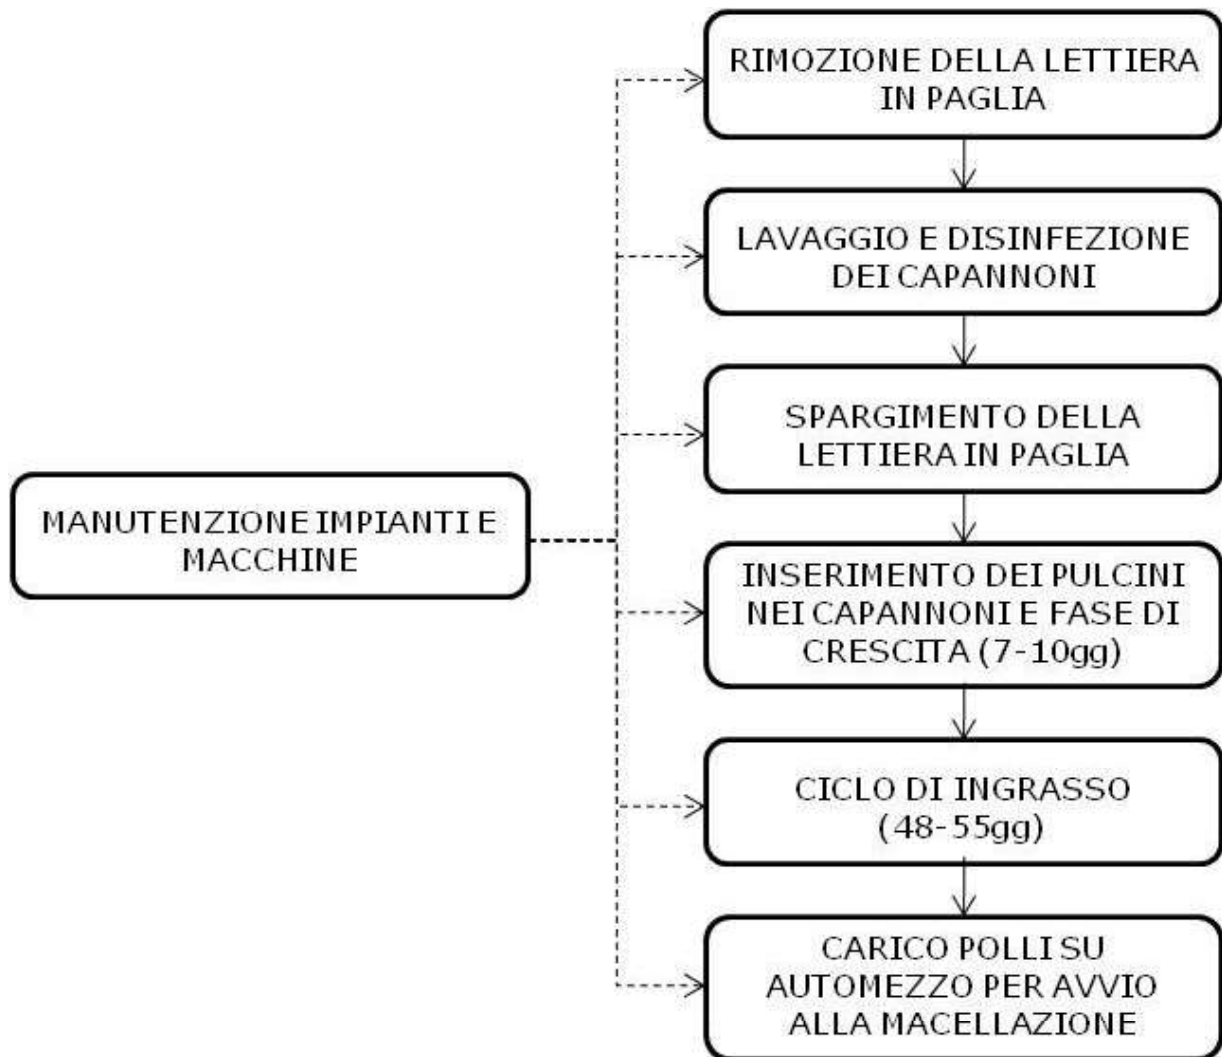 RIMOZIONE DELLA LETTIERA
IN PAGLIA
LAVAGGIO E DISINFEZIONE
DEI CAPANNONI
SPARGIMENTO DELLA
LETTIERA IN PAGLIA
MANUTENZIONE IMPIANTI E
MACCHINE
INSERIMENTO DEI PULCINI
NEI CAPANNONI E FASE DI
CRESCITA (7-10gg)
CICLO DI INGRASSO
(48-55gg)
CARICO POLLI SU
AUTOMEZZO PER AVVIO
ALLA MACELLAZIONE